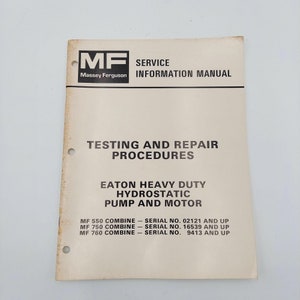 MF
Massey Ferguson
SERVICE
INFORMATION MANUAL
TESTING AND REPAIR
PROCEDURES
EATON HEAVY DUTY
HYDROSTATIC
PUMP AND MOTOR
MF 550 COMBINE — SERIAL NO. 02121 AND UP
MF 750 COMBINE — SERIAL NO. 16539 AND UP
MF 760 COMBINE — SERIAL NO. 9413 AND UP